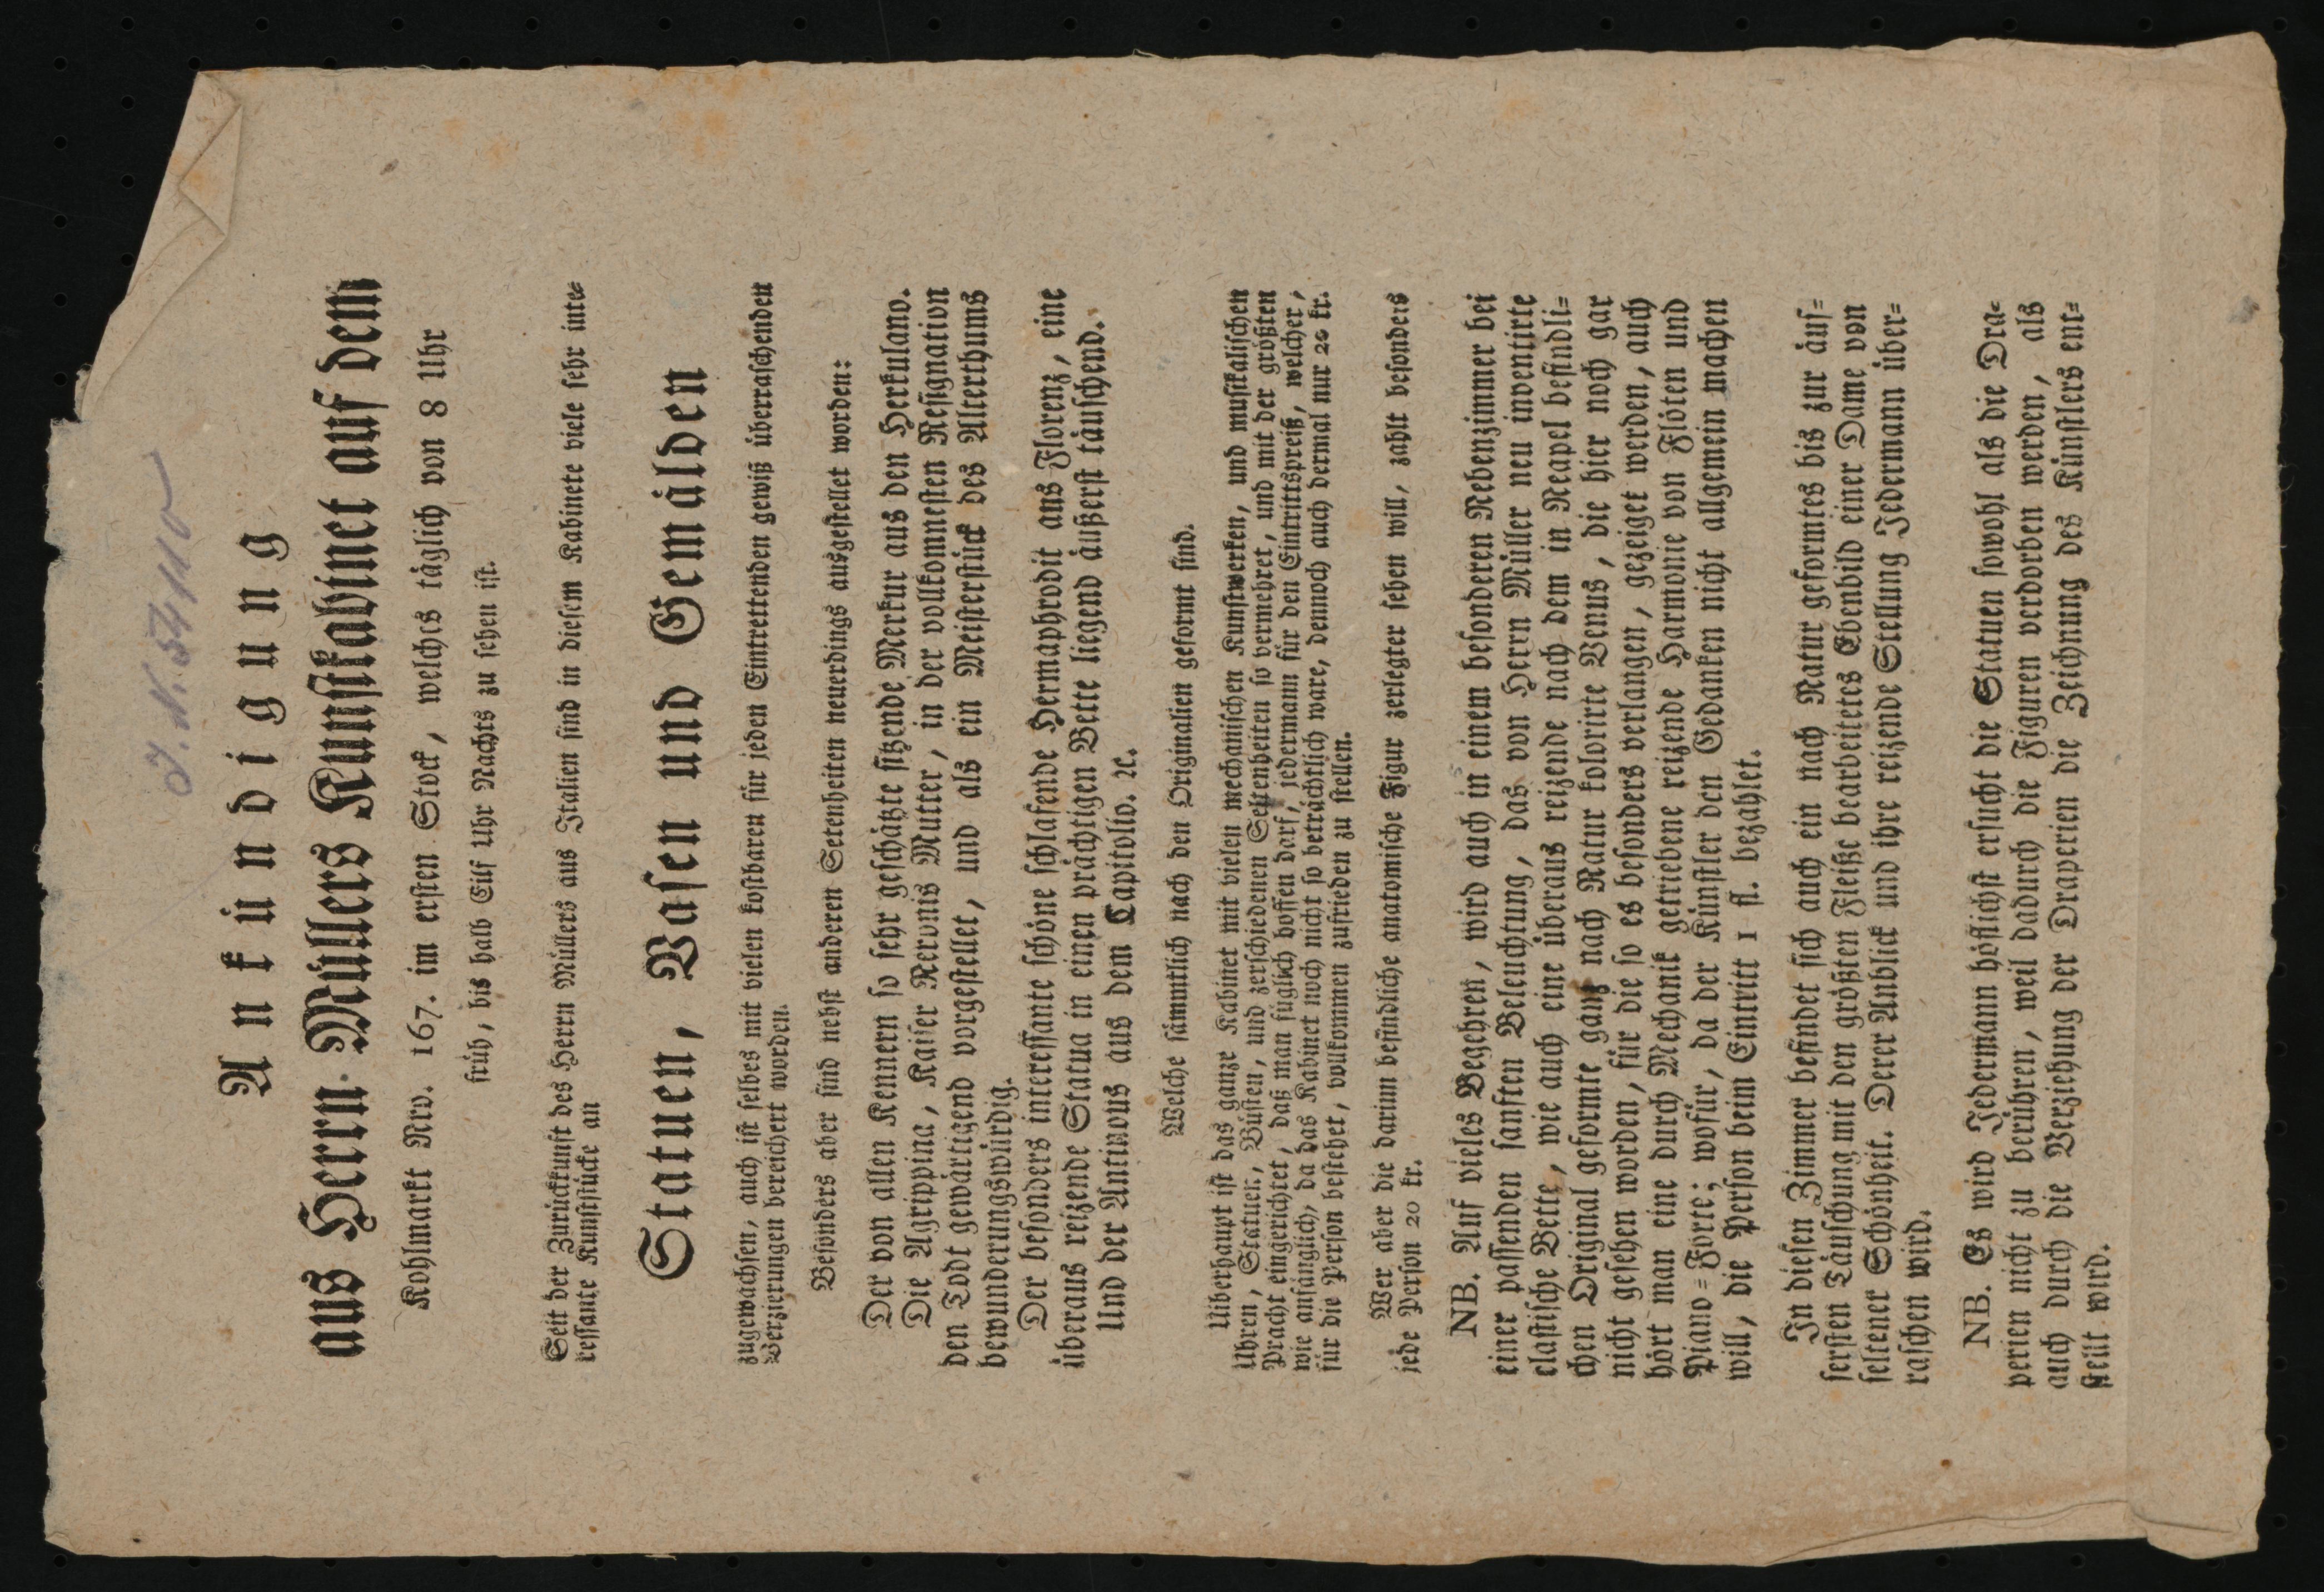 J. N. 54110
Ankündigung
aus Herrn Müllers Kunstkabinet auf dem
Kohlmarkt Nro. 167. im ersten Stock, welches täglich von 8 Uhr
früh, bis halb Eilf Uhr Nachts zu sehen ist.
Seit der Zurückkunft des Herrn Müllers aus Italien sind in diesem Kabinete viele sehr inte=
ressante Kunststücke an
Statuen, Vasen und Gemälden
zugewachsen, auch ist selbes mit vielen kostbaren für jeden Eintrettenden gewiß überraschenden
Verzierungen bereichert worden.
Besonders aber sind nebst anderen Setenheiten neuerdings ausgestellet worden:
Der von allen Kennern so sehr geschätzte sitzende Merkur aus den Herkulano.
Die Agrippina, Kaiser Neronis Mutter, in der vollkomnesten Resignation
den Todt gewärtigend vorgestellet, und als ein Meisterstück des Alterthums
bewunderungswürdig.
Der besonders interessante schöne schlafende Hermaphrodit aus Florenz, eine
überaus reizende Statua in einen prächtigen Bette liegend äußerst täuschend.
Und der Antinous aus dem Capitolio. ꝛc.
Welche sämmtlich nach den Originalien geformt sind.
Uiberhaupt ist das ganze Kabinet mit vielen mechanischen Kunstwerken, und musikalischen
Uhren, Statuen, Büsten, und zerschiedenen Seltenheiten so vermehret, und mit der größten
Pracht eingerichtet, daß man füglich hoffen darf, jedermann für den Eintrittspreiß, welcher,
wie anfänglich, da das Kabinet noch nicht so beträchtlich ware, dennoch auch dermal nur 20 kr.
für die Person bestehet, vollkommen zufrieden zu stellen.
Wer aber die darinn befindliche anatomische Figur zerlegter sehen will, zahlt besonders
jede Person 20 kr.
NB. Auf vieles Begehren, wird auch in einem besonderen Nebenzimmer bei
einer passenden sanften Beleuchtung, das von Herrn Müller neu inventirte
elastische Bette, wie auch eine überaus reizende nach dem in Neapel befindli=
chen Original geformte ganz nach Natur kolorirte Venus, die hier noch gar
nicht gesehen worden, für die so es besonders verlangen, gezeiget werden, auch
hört man eine durch Mechanik getriebene reizende Harmonie von Flöten und
Piano=Forte; wofür, da der Künstler den Gedanken nicht allgemein machen
will, die Person beim Eintritt 1 fl. bezahlet.
In diesen Zimmer befindet sich auch ein nach Natur geformtes bis zur äus=
sersten Täuschung mit den größten Fleiße bearbeitetes Ebenbild einer Dame von
seltener Schönheit. Derer Anblick und ihre reizende Stellung Jedermann über=
raschen wird.
NB. Es wird Jedermann höflichst ersucht die Statuen sowohl als die Dra=
perien nicht zu berühren, weil dadurch die Figuren verdorben werden, als
auch durch die Verziehung der Draperien die Zeichnung des Künstlers ent=
stellt wird.